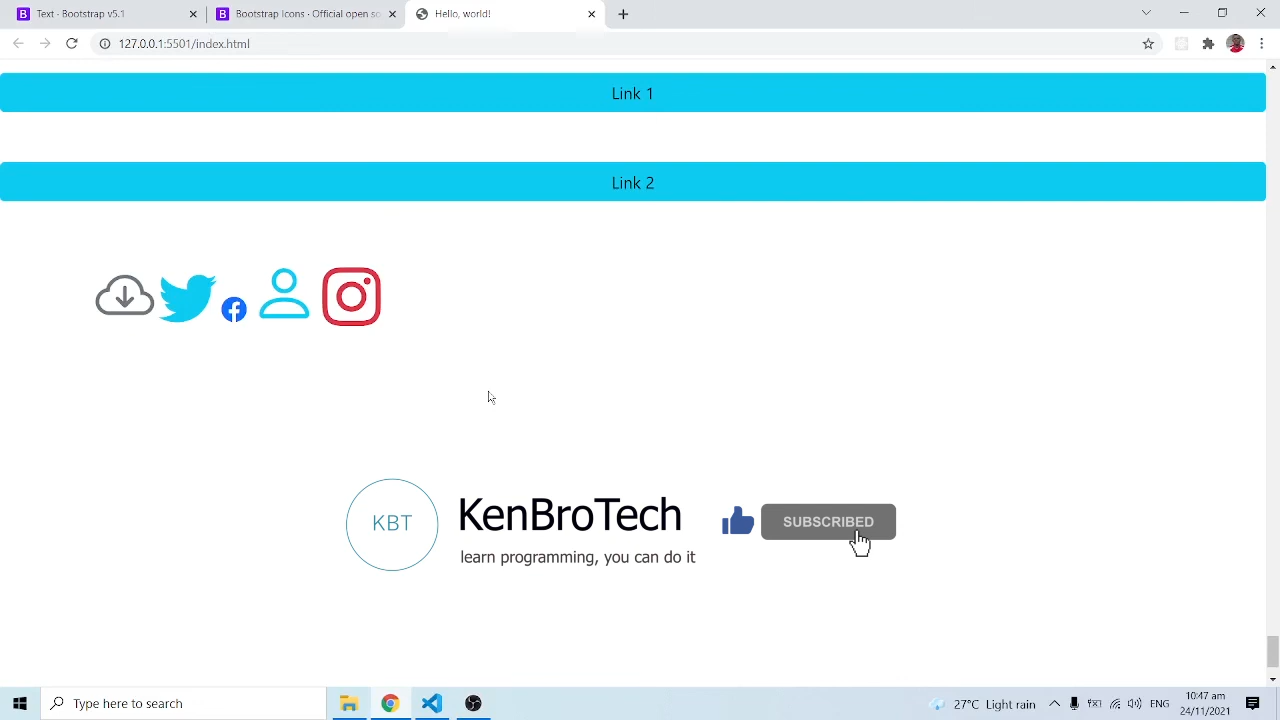 Text - Bootstrap v5.1
Bootstrap Icons - Official open so
Hello, world!
127.0.0.1:5501/index.html
Link 1
Link 2
KBT
KenBroTech
learn programming, you can do it
SUBSCRIBED
Type here to search
27°C Light rain
ENG
10:47 am
24/11/2021